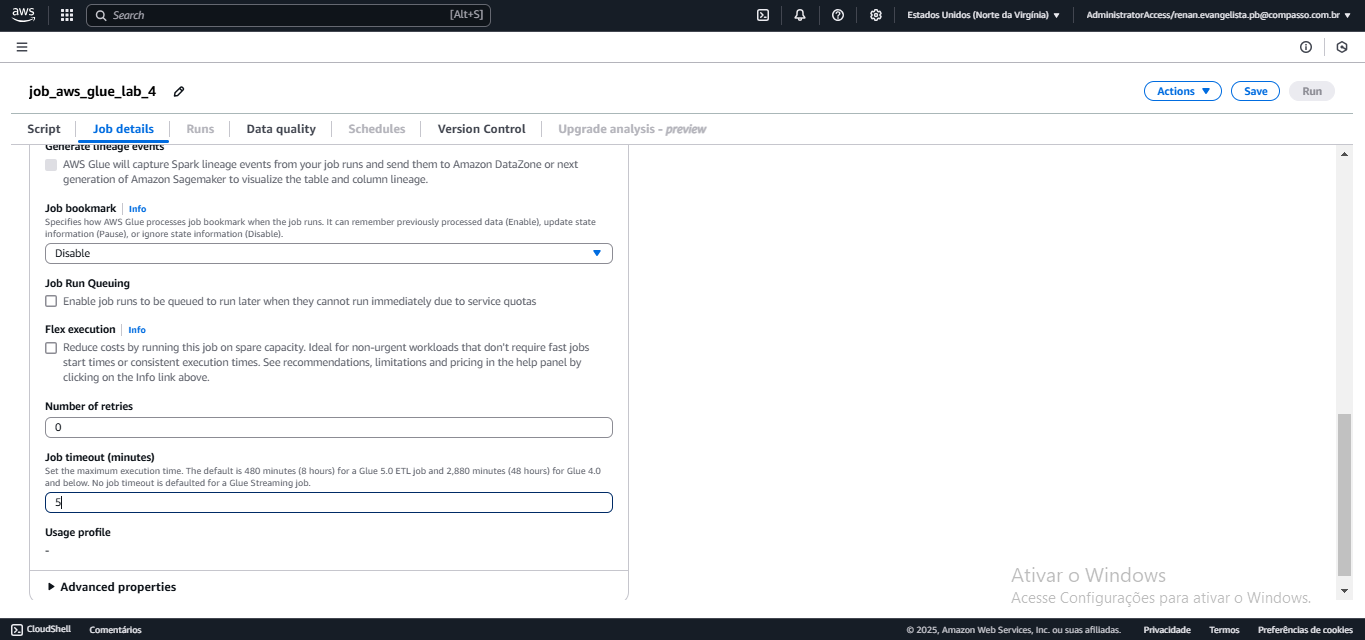 aws
Search
[Alt+S]
Estados Unidos (Norte da Virgínia)
AdministratorAccess/renan.evangelista.pb@compasso.com.br
job_aws_glue_lab_4
Actions
Save
Run
Script
Job details
Runs
Data quality
Schedules
Version Control
Upgrade analysis - preview
Generate lineage events
AWS Glue will capture Spark lineage events from your job runs and send them to Amazon DataZone or next
generation of Amazon Sagemaker to visualize the table and column lineage.
Job bookmark
Info
Specifies how AWS Glue processes job bookmark when the job runs. It can remember previously processed data (Enable), update state
information (Pause), or ignore state information (Disable).
Disable
Job Run Queuing
Enable job runs to be queued to run later when they cannot run immediately due to service quotas
Flex execution
Info
Reduce costs by running this job on spare capacity. Ideal for non-urgent workloads that don't require fast jobs
start times or consistent execution times. See recommendations, limitations and pricing in the help panel by
clicking on the Info link above.
Number of retries
0
Job timeout (minutes)
Set the maximum execution time. The default is 480 minutes (8 hours) for a Glue 5.0 ETL job and 2,880 minutes (48 hours) for Glue 4.0
and below. No job timeout is defaulted for a Glue Streaming job.
5
Usage profile
-
Advanced properties
Ativar o Windows
Acesse Configurações para ativar o Windows.
CloudShell
Comentários
© 2025, Amazon Web Services, Inc. ou suas afiliadas.
Privacidade
Termos
Preferências de cookies